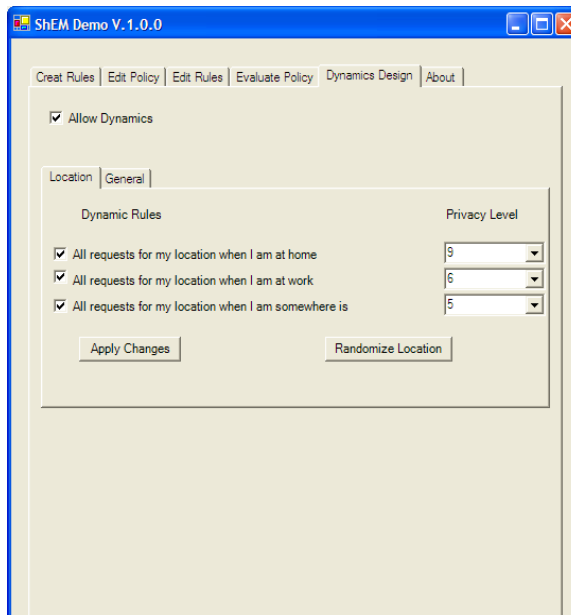 ShEM Demo V.1.0.0
Creat Rules Edit Policy Edit Rules Evaluate Policy Dynamics Design About
Allow Dynamics
Location General
Dynamic Rules Privacy Level
All requests for my location when I am at home 9
All requests for my location when I am at work 6
All requests for my location when I am somewhere is 5
Apply Changes Randomize Location